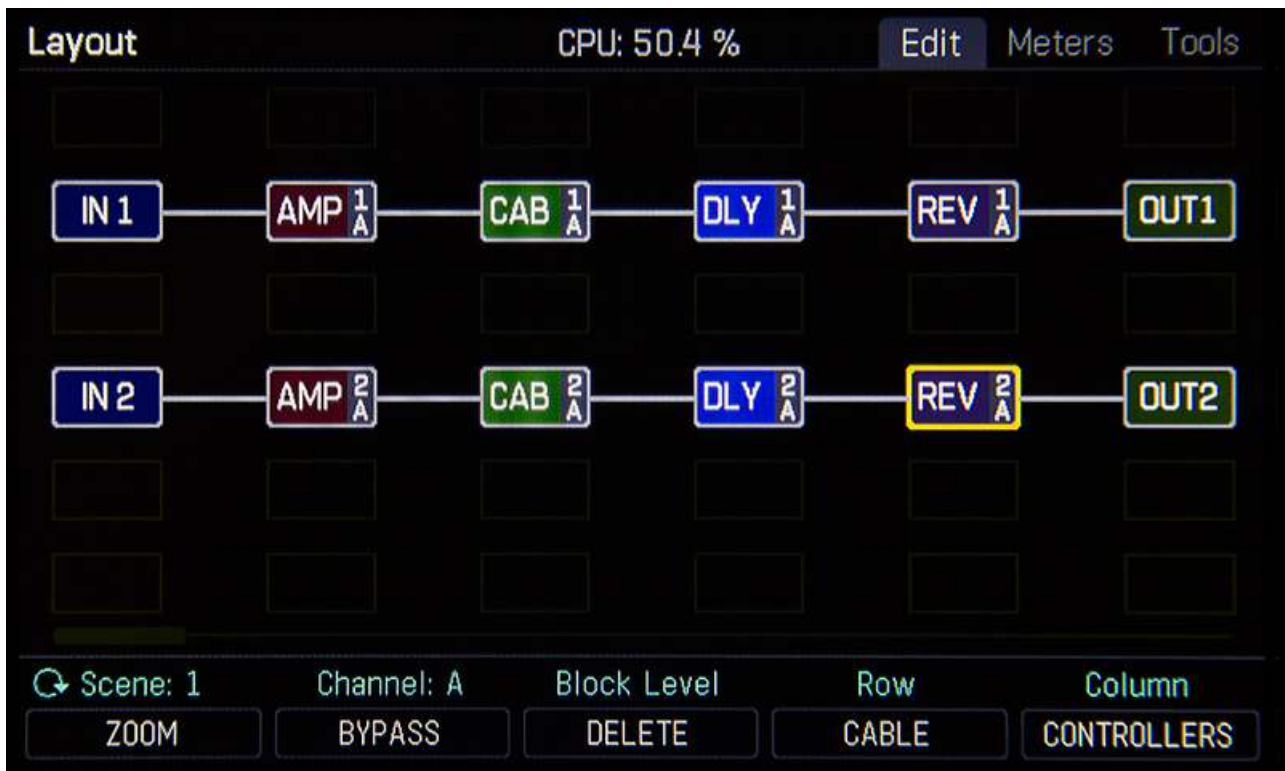 Layout CPU: 50.4 % Edit Meters Tools
IN 1 AMP 1 A CAB 1 A DLY 1 A REV 1 A OUT1
IN 2 AMP 2 A CAB 2 A DLY 2 A REV 2 A OUT2
Scene: 1 Channel: A Block Level Row Column
ZOOM BYPASS DELETE CABLE CONTROLLERS